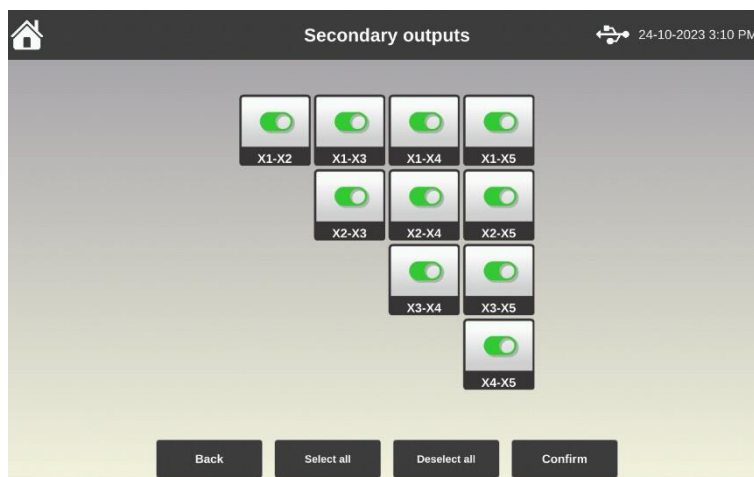 Secondary outputs
24-10-2023 3:10 PM
X1-X2 X1-X3 X1-X4 X1-X5
X2-X3 X2-X4 X2-X5
X3-X4 X3-X5
X4-X5
Back Select all Deselect all Confirm